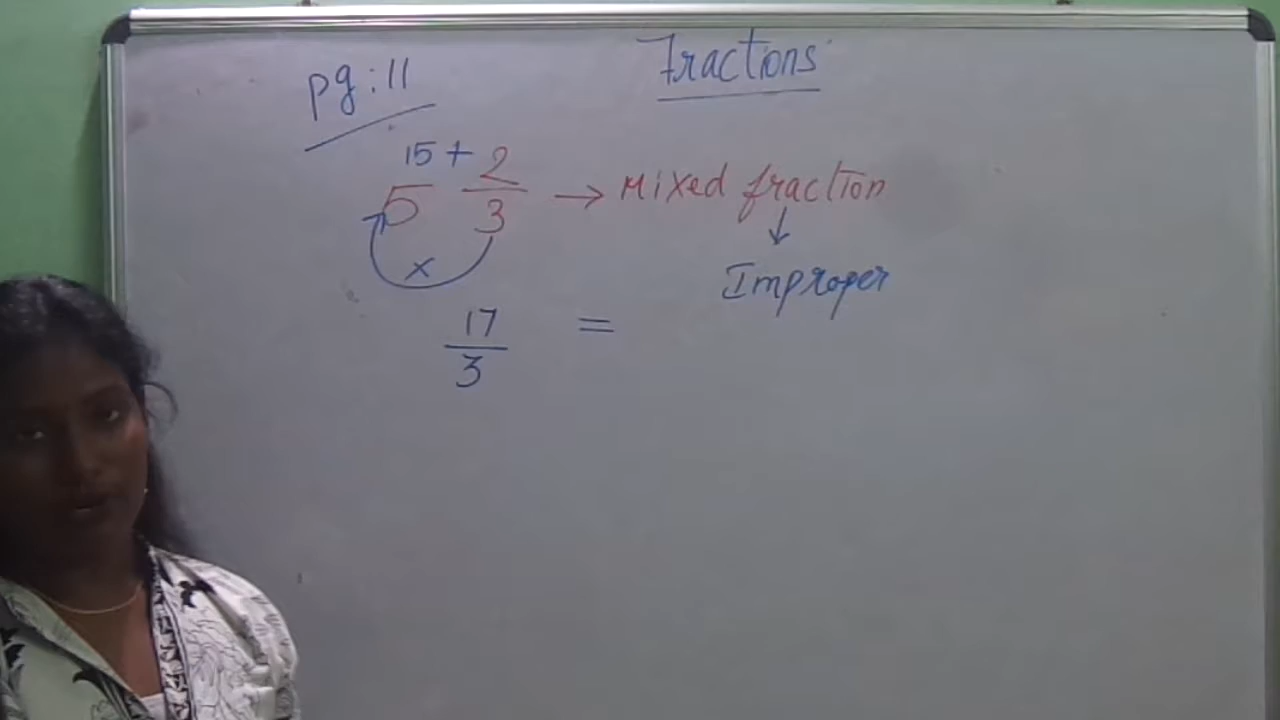 Fractions
pg:11
15 + 2
5 3 → Mixed fraction
×
↓
Improper
17
3 =